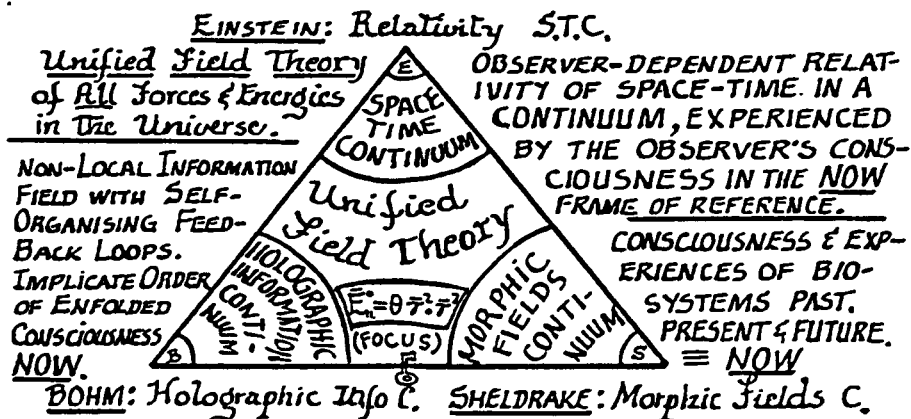 EINSTEIN: Relativity S.T.C.
Unified Field Theory
of All Forces & Energies
in The Universe.
OBSERVER-DEPENDENT RELAT-
IVITY OF SPACE-TIME. IN A
CONTINUUM, EXPERIENCED
BY THE OBSERVER'S CONS-
CIOUSNESS IN THE NOW
FRAME OF REFERENCE.
E
SPACE
TIME
CONTINUUM
Unified
Field Theory
NON-LOCAL INFORMATION
FIELD WITH SELF-
ORGANISING FEED-
BACK LOOPS.
IMPLICATE ORDER
OF ENFOLDED
CONSCIOUSNESS
NOW.
HOLOGRAPHIC
INFORMATION
CONTI-
NUUM
B
(FOCUS)
MORPHIC
FIELDS
CONTI-
NUUM
S
CONSCIOUSNESS & EXP-
ERIENCES OF BIO-
SYSTEMS PAST.
PRESENT & FUTURE.
≡ NOW
BOHM: Holographic Info C. SHELDRAKE: Morphic Fields C.